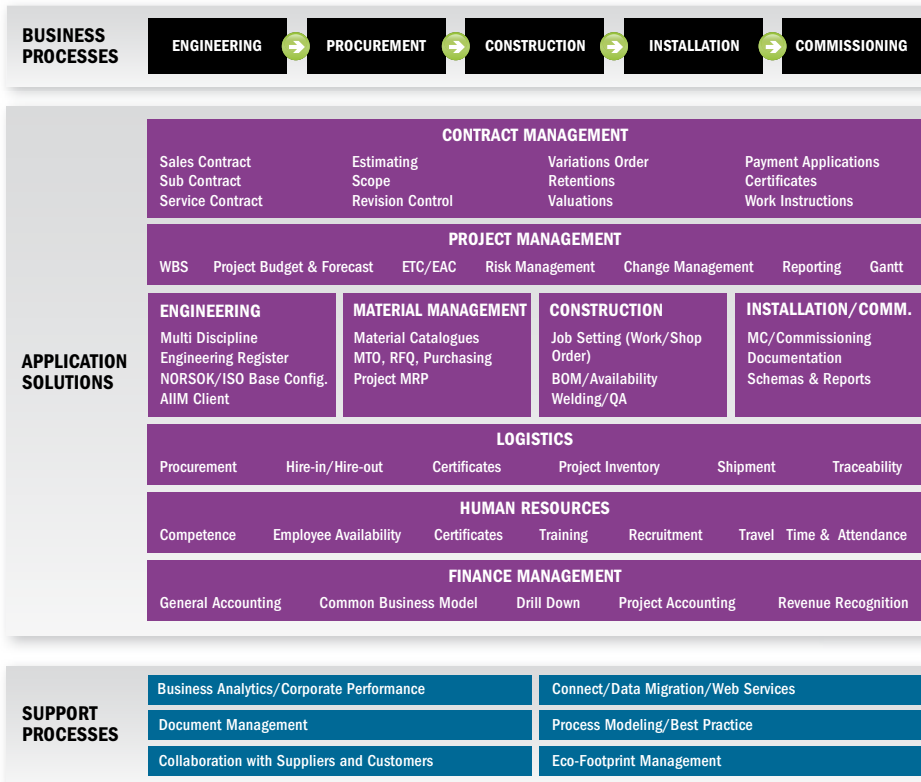 BUSINESS
PROCESSES
ENGINEERING
PROCUREMENT
CONSTRUCTION
INSTALLATION
COMMISSIONING
APPLICATION
SOLUTIONS
CONTRACT MANAGEMENT
Sales Contract
Sub Contract
Service Contract
Estimating
Scope
Revision Control
Variations Order
Retentions
Valuations
Payment Applications
Certificates
Work Instructions
PROJECT MANAGEMENT
WBS Project Budget & Forecast ETC/EAC Risk Management Change Management Reporting Gantt
ENGINEERING
Multi Discipline
Engineering Register
NORSOK/ISO Base Config.
AIIM Client
MATERIAL MANAGEMENT
Material Catalogues
MTO, RFQ, Purchasing
Project MRP
CONSTRUCTION
Job Setting (Work/Shop
Order)
BOM/Availability
Welding/QA
INSTALLATION/COMM.
MC/Commissioning
Documentation
Schemas & Reports
LOGISTICS
Procurement Hire-in/Hire-out Certificates Project Inventory Shipment Traceability
HUMAN RESOURCES
Competence Employee Availability Certificates Training Recruitment Travel Time & Attendance
FINANCE MANAGEMENT
General Accounting Common Business Model Drill Down Project Accounting Revenue Recognition
SUPPORT
PROCESSES
Business Analytics/Corporate Performance
Connect/Data Migration/Web Services
Document Management
Process Modeling/Best Practice
Collaboration with Suppliers and Customers
Eco-Footprint Management